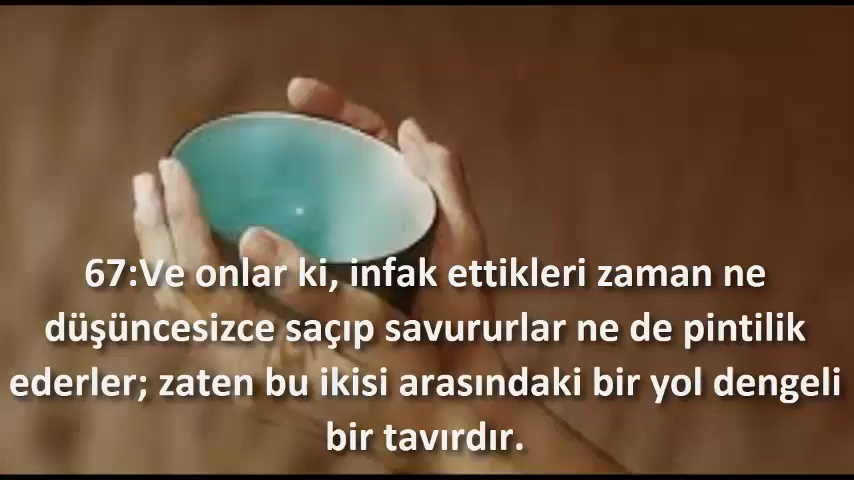 67:Ve onlar ki, infak ettikleri zaman ne
düşüncesizce saçıp savururlar ne de pintilik
ederler; zaten bu ikisi arasındaki bir yol dengeli
bir tavırdır.